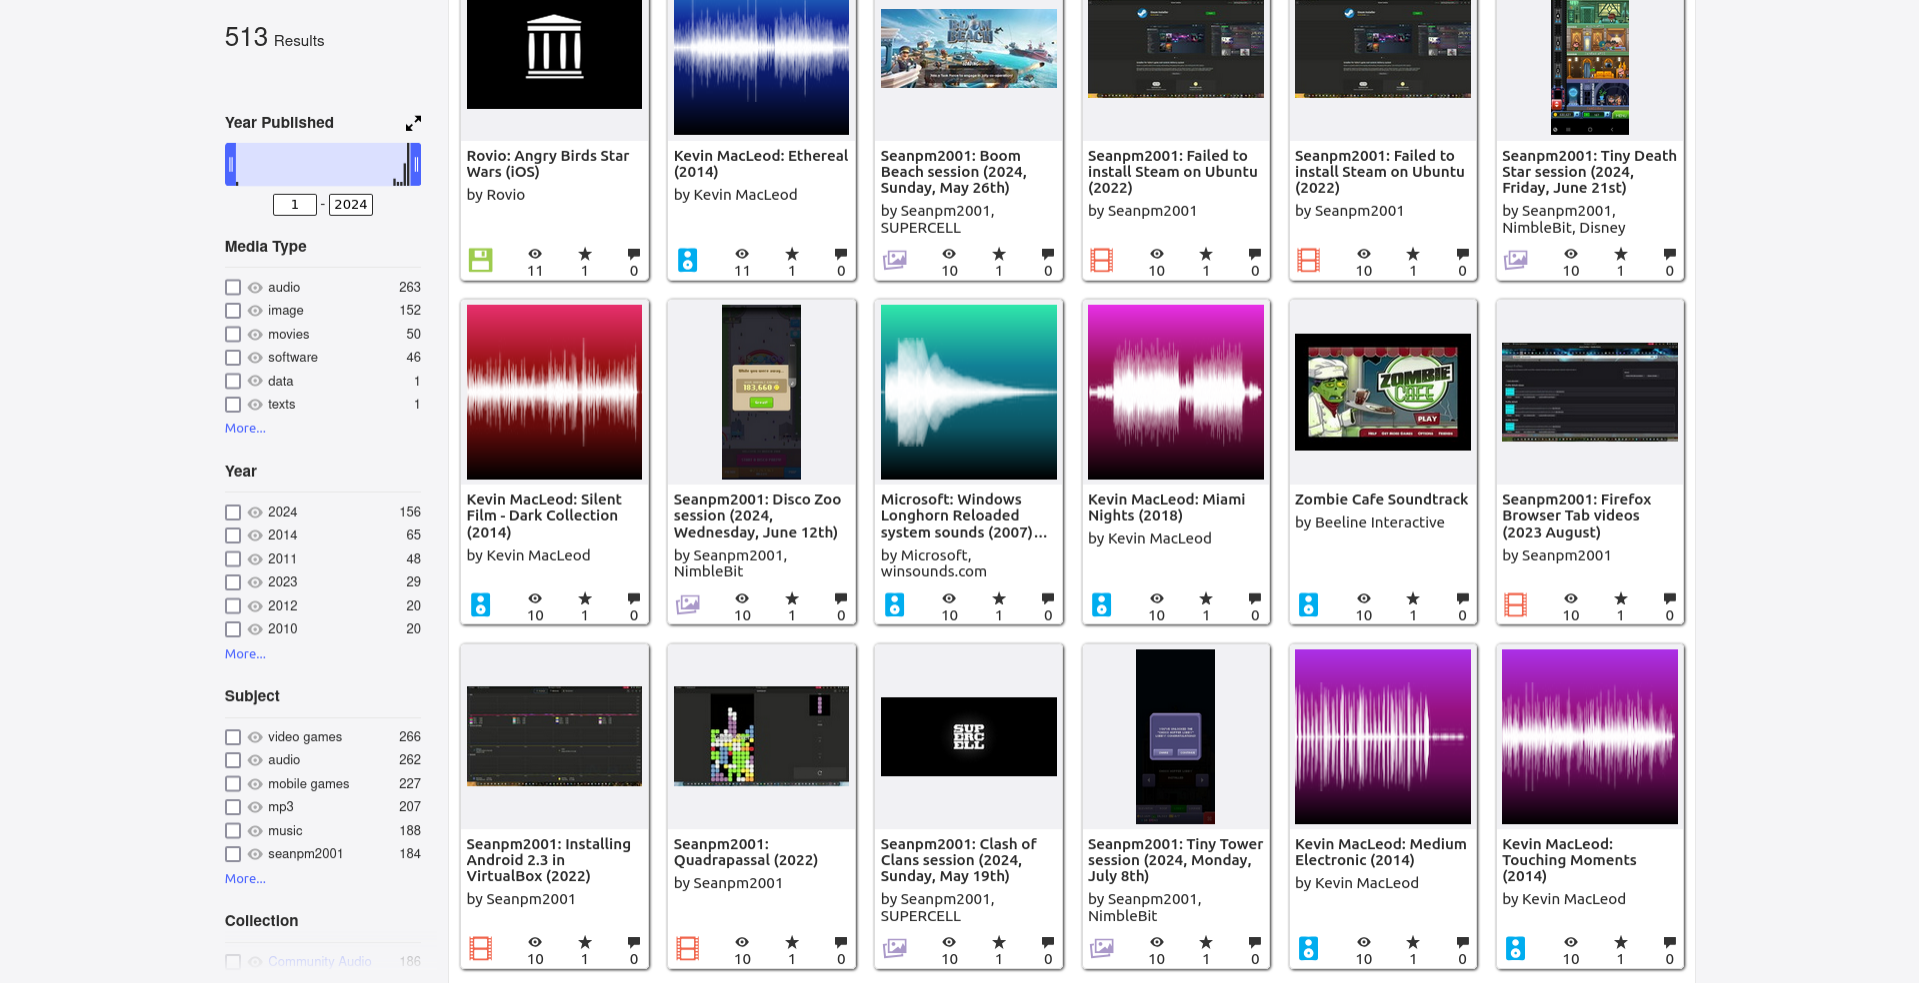 513 Results
Year Published
1 - 2024
Media Type
audio 263
image 152
movies 50
software 46
data 1
texts 1
More...
Year
2024 156
2014 65
2011 48
2023 29
2012 20
2010 20
More...
Subject
video games 266
audio 262
mobile games 227
mp3 207
music 188
seanpm2001 184
More...
Collection
Community Audio 186
Rovio: Angry Birds Star
Wars (iOS)
by Rovio
11 1 0
Kevin MacLeod: Ethereal
(2014)
by Kevin MacLeod
11 1 0
BOOM
BEACH
Seanpm2001: Boom
Beach session (2024,
Sunday, May 26th)
by Seanpm2001,
SUPERCELL
10 1 0
Seanpm2001: Failed to
install Steam on Ubuntu
(2022)
by Seanpm2001
10 1 0
Seanpm2001: Failed to
install Steam on Ubuntu
(2022)
by Seanpm2001
10 1 0
Seanpm2001: Tiny Death
Star session (2024,
Friday, June 21st)
by Seanpm2001,
NimbleBit, Disney
10 1 0
Kevin MacLeod: Silent
Film - Dark Collection
(2014)
by Kevin MacLeod
10 1 0
While you were away...
183,660
Seanpm2001: Disco Zoo
session (2024,
Wednesday, June 12th)
by Seanpm2001,
NimbleBit
10 1 0
Microsoft: Windows
Longhorn Reloaded
system sounds (2007)...
by Microsoft,
winsounds.com
10 1 0
Kevin MacLeod: Miami
Nights (2018)
by Kevin MacLeod
10 1 0
ZOMBIE
CAFE
PLAY
Zombie Cafe Soundtrack
by Beeline Interactive
10 1 0
Seanpm2001: Firefox
Browser Tab videos
(2023 August)
by Seanpm2001
10 1 0
Seanpm2001: Installing
Android 2.3 in
VirtualBox (2022)
by Seanpm2001
10 1 0
Seanpm2001:
Quadrapassal (2022)
by Seanpm2001
10 1 0
SUP
ERC
ELL
Seanpm2001: Clash of
Clans session (2024,
Sunday, May 19th)
by Seanpm2001,
SUPERCELL
10 1 0
Seanpm2001: Tiny Tower
session (2024, Monday,
July 8th)
by Seanpm2001,
NimbleBit
10 1 0
Kevin MacLeod: Medium
Electronic (2014)
by Kevin MacLeod
10 1 0
Kevin MacLeod:
Touching Moments
(2014)
by Kevin MacLeod
10 1 0